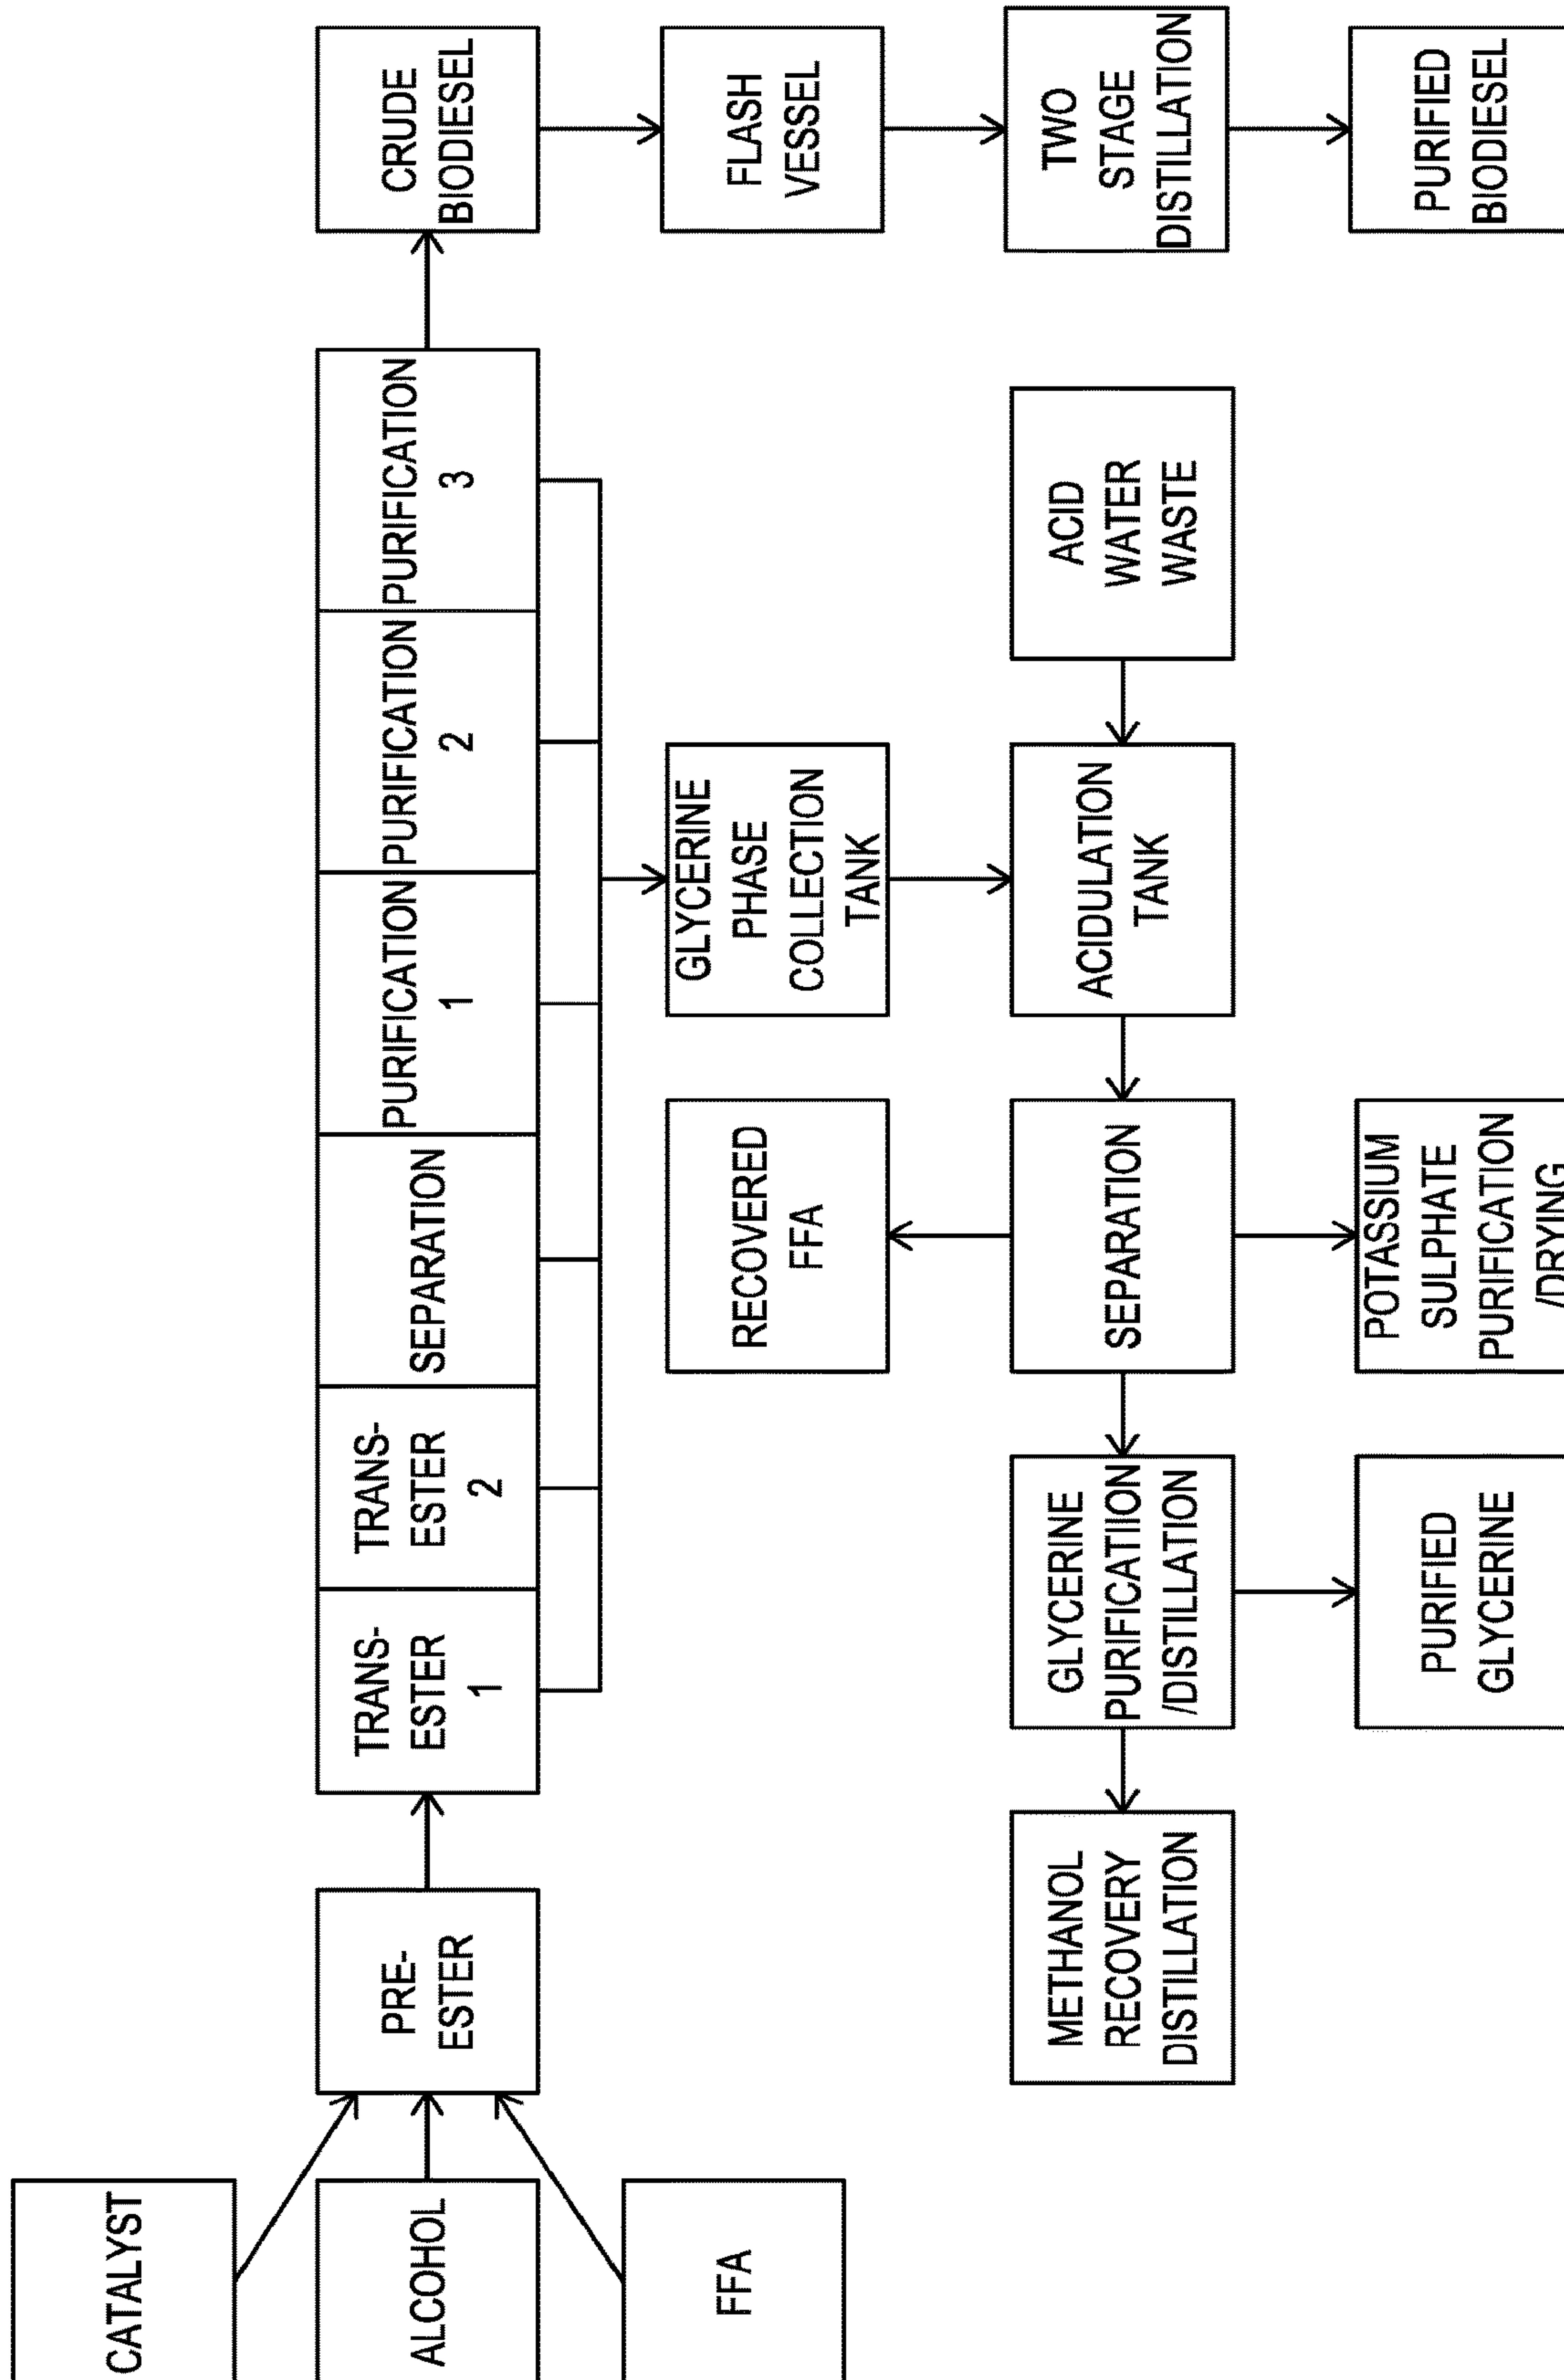 CATALYST
ALCOHOL
FFA
PRE-
ESTER
TRANS-
ESTER
1
TRANS-
ESTER
2
SEPARATION
PURIFICATION
1
PURIFICATION
2
PURIFICATION
3
CRUDE
BIODIESEL
FLASH
VESSEL
TWO
STAGE
DISTILLATION
PURIFIED
BIODIESEL
GLYCERINE
PHASE
COLLECTION
TANK
ACID
WATER
WASTE
ACIDULATION
TANK
SEPARATION
RECOVERED
FFA
POTASSIUM
SULPHATE
PURIFICATION
/DRYING
GLYCERINE
PURIFICATIION
/DISTILLATION
PURIFIED
GLYCERINE
METHANOL
RECOVERY
DISTILLATION